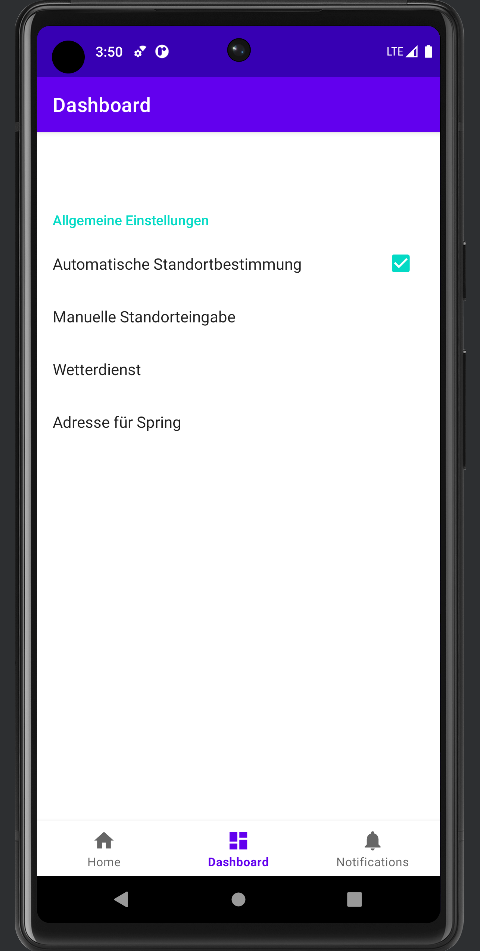 3:50
LTE
Dashboard
Allgemeine Einstellungen
Automatische Standortbestimmung
Manuelle Standorteingabe
Wetterdienst
Adresse für Spring
Home
Dashboard
Notifications